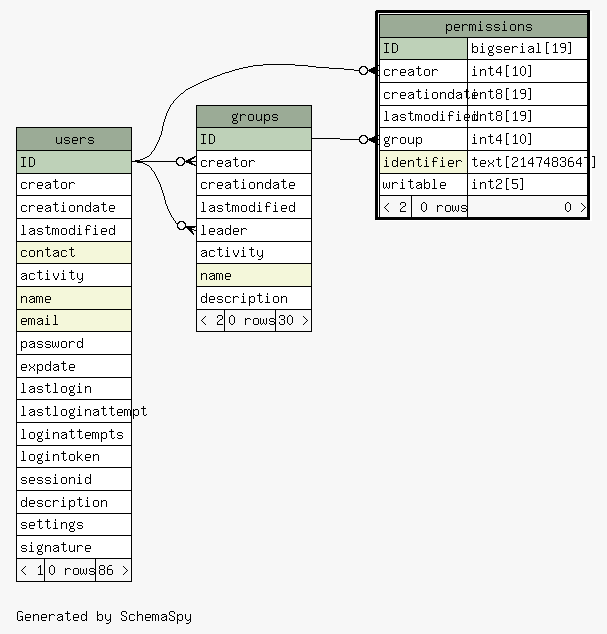 permissions
ID bigserial[19]
creator int4[10]
creationdate int8[19]
lastmodified int8[19]
group int4[10]
identifier text[2147483647]
writable int2[5]
< 2 0 rows 0 >
groups
ID
creator
creationdate
lastmodified
leader
activity
name
description
< 2 0 rows 30 >
users
ID
creator
creationdate
lastmodified
contact
activity
name
email
password
expdate
lastlogin
lastloginattempt
loginattempts
logintoken
sessionid
description
settings
signature
< 1 0 rows 86 >
Generated by SchemaSpy